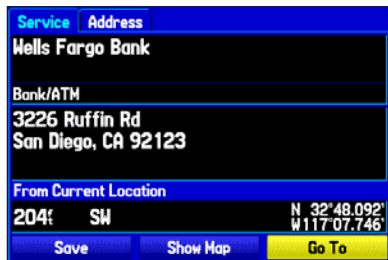 Service Address
Wells Fargo Bank
Bank/ATM
3226 Ruffin Rd
San Diego, CA 92123
From Current Location
204ft SW N 32°48.092'
W117°07.746'
Save Show Map Go To